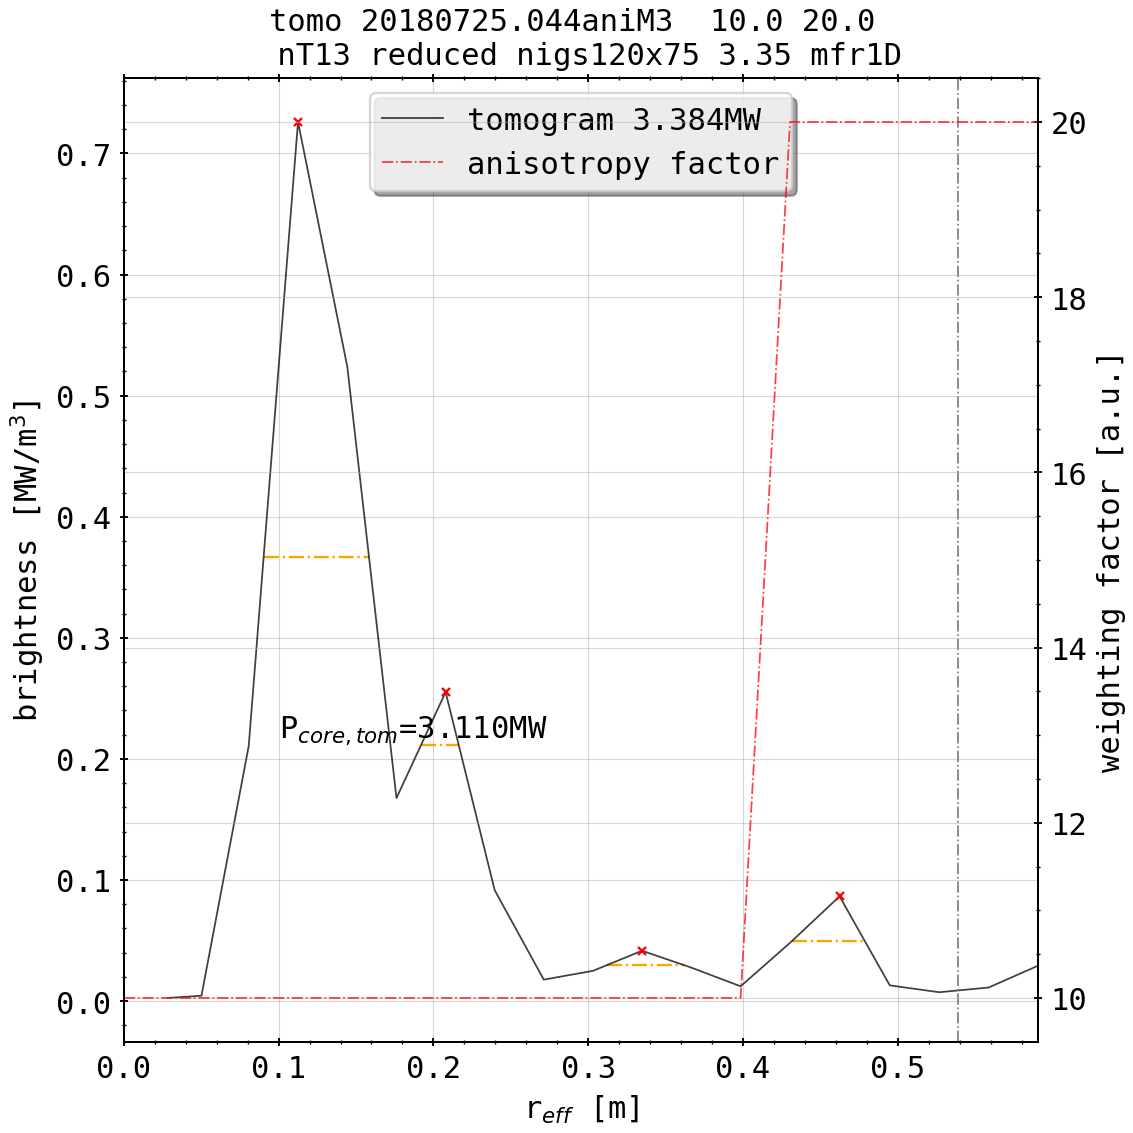 tomo 20180725.044aniM3  10.0 20.0
nT13 reduced nigs120x75 3.35 mfr1D
tomogram 3.384MW
anisotropy factor
0.7
0.6
0.5
0.4
0.3
0.2
0.1
0.0
brightness [MW/m³]
P_core,tom=3.110MW
20
18
16
14
12
10
weighting factor [a.u.]
0.0 0.1 0.2 0.3 0.4 0.5
r_eff [m]